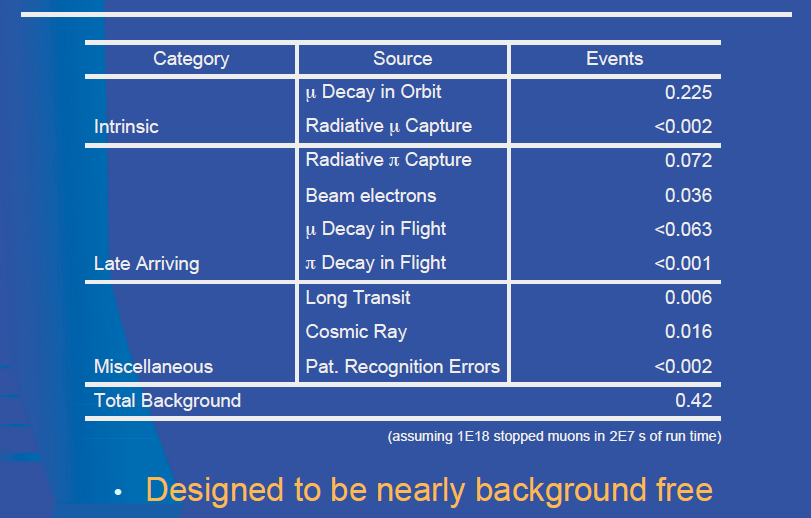 Category Source Events
μ Decay in Orbit 0.225
Intrinsic Radiative μ Capture <0.002
Radiative π Capture 0.072
Beam electrons 0.036
μ Decay in Flight <0.063
Late Arriving π Decay in Flight <0.001
Long Transit 0.006
Cosmic Ray 0.016
Miscellaneous Pat. Recognition Errors <0.002
Total Background 0.42
(assuming 1E18 stopped muons in 2E7 s of run time)
• Designed to be nearly background free